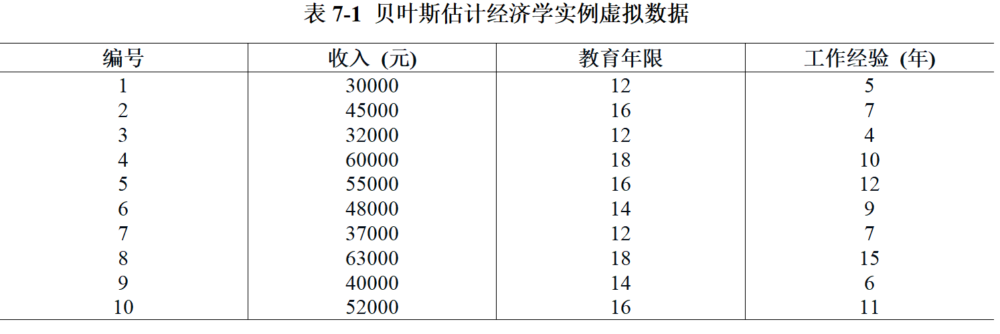 表 7-1 贝叶斯估计经济学实例虚拟数据
编号 收入 (元) 教育年限 工作经验 (年)
1 30000 12 5
2 45000 16 7
3 32000 12 4
4 60000 18 10
5 55000 16 12
6 48000 14 9
7 37000 12 7
8 63000 18 15
9 40000 14 6
10 52000 16 11